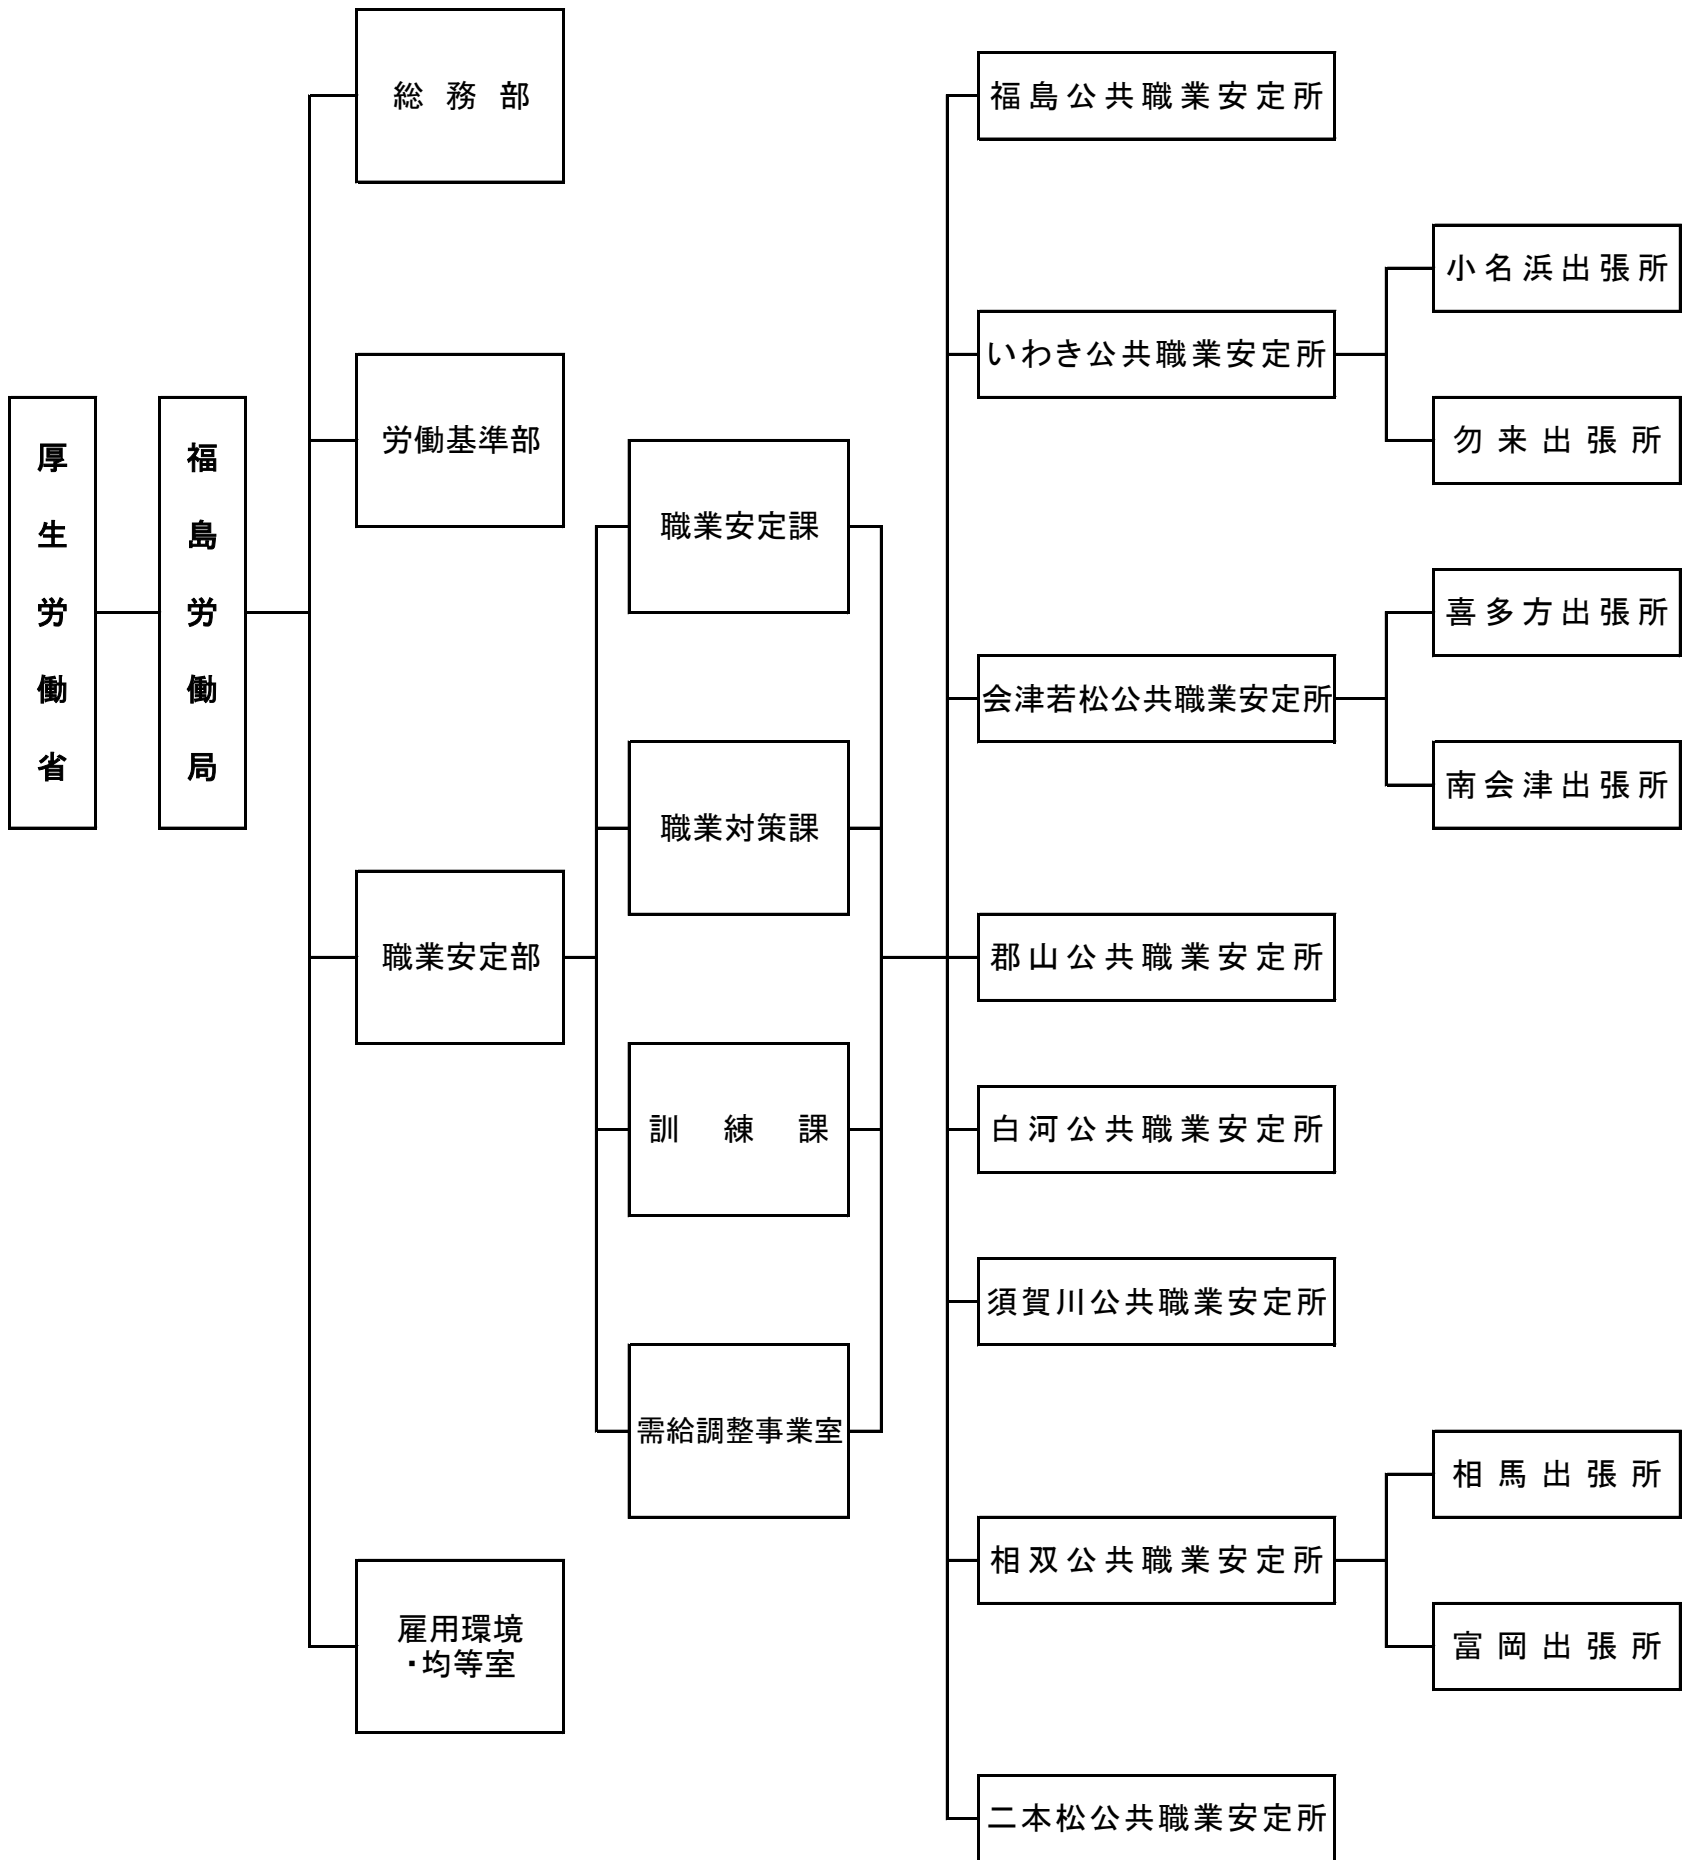 厚生労働省
福島労働局
総務部
労働基準部
職業安定部
雇用環境
・均等室
職業安定課
職業対策課
訓練課
需給調整事業室
福島公共職業安定所
いわき公共職業安定所
会津若松公共職業安定所
郡山公共職業安定所
白河公共職業安定所
須賀川公共職業安定所
相双公共職業安定所
二本松公共職業安定所
小名浜出張所
勿来出張所
喜多方出張所
南会津出張所
相馬出張所
富岡出張所